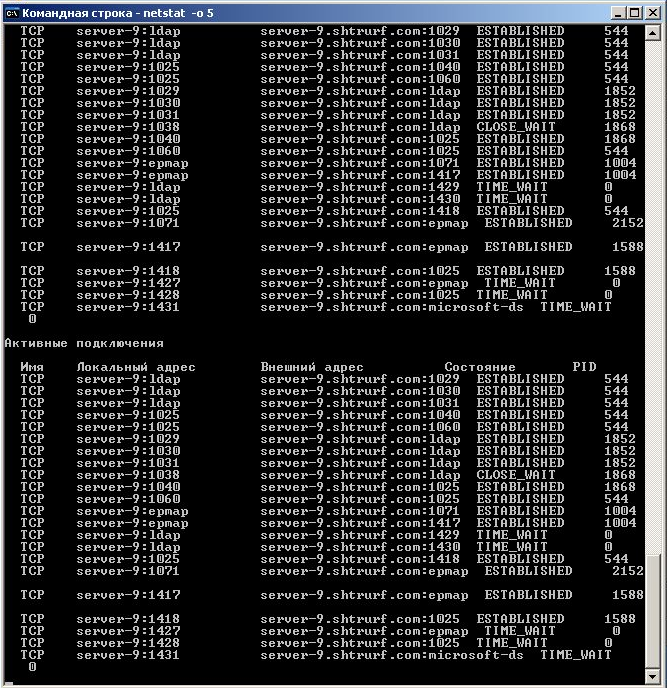 Командная строка - netstat -o 5
TCP server-9:ldap server-9.shtrurf.com:1029 ESTABLISHED 544
TCP server-9:ldap server-9.shtrurf.com:1030 ESTABLISHED 544
TCP server-9:ldap server-9.shtrurf.com:1031 ESTABLISHED 544
TCP server-9:1025 server-9.shtrurf.com:1040 ESTABLISHED 544
TCP server-9:1025 server-9.shtrurf.com:1060 ESTABLISHED 544
TCP server-9:1029 server-9.shtrurf.com:ldap ESTABLISHED 1852
TCP server-9:1030 server-9.shtrurf.com:ldap ESTABLISHED 1852
TCP server-9:1031 server-9.shtrurf.com:ldap ESTABLISHED 1852
TCP server-9:1038 server-9.shtrurf.com:ldap CLOSE_WAIT 1868
TCP server-9:1040 server-9.shtrurf.com:1025 ESTABLISHED 1868
TCP server-9:1060 server-9.shtrurf.com:1025 ESTABLISHED 544
TCP server-9:epmap server-9.shtrurf.com:1071 ESTABLISHED 1004
TCP server-9:epmap server-9.shtrurf.com:1417 ESTABLISHED 1004
TCP server-9:ldap server-9.shtrurf.com:1429 TIME_WAIT 0
TCP server-9:ldap server-9.shtrurf.com:1430 TIME_WAIT 0
TCP server-9:1025 server-9.shtrurf.com:1418 ESTABLISHED 544
TCP server-9:1071 server-9.shtrurf.com:epmap ESTABLISHED 2152
TCP server-9:1417 server-9.shtrurf.com:epmap ESTABLISHED 1588
TCP server-9:1418 server-9.shtrurf.com:1025 ESTABLISHED 1588
TCP server-9:1427 server-9.shtrurf.com:epmap TIME_WAIT 0
TCP server-9:1428 server-9.shtrurf.com:1025 TIME_WAIT 0
TCP server-9:1431 server-9.shtrurf.com:microsoft-ds TIME_WAIT
0
Активные подключения
Имя Локальный адрес Внешний адрес Состояние PID
TCP server-9:ldap server-9.shtrurf.com:1029 ESTABLISHED 544
TCP server-9:ldap server-9.shtrurf.com:1030 ESTABLISHED 544
TCP server-9:ldap server-9.shtrurf.com:1031 ESTABLISHED 544
TCP server-9:1025 server-9.shtrurf.com:1040 ESTABLISHED 544
TCP server-9:1025 server-9.shtrurf.com:1060 ESTABLISHED 544
TCP server-9:1029 server-9.shtrurf.com:ldap ESTABLISHED 1852
TCP server-9:1030 server-9.shtrurf.com:ldap ESTABLISHED 1852
TCP server-9:1031 server-9.shtrurf.com:ldap ESTABLISHED 1852
TCP server-9:1038 server-9.shtrurf.com:ldap CLOSE_WAIT 1868
TCP server-9:1040 server-9.shtrurf.com:1025 ESTABLISHED 1868
TCP server-9:1060 server-9.shtrurf.com:1025 ESTABLISHED 544
TCP server-9:epmap server-9.shtrurf.com:1071 ESTABLISHED 1004
TCP server-9:epmap server-9.shtrurf.com:1417 ESTABLISHED 1004
TCP server-9:ldap server-9.shtrurf.com:1429 TIME_WAIT 0
TCP server-9:ldap server-9.shtrurf.com:1430 TIME_WAIT 0
TCP server-9:1025 server-9.shtrurf.com:1418 ESTABLISHED 544
TCP server-9:1071 server-9.shtrurf.com:epmap ESTABLISHED 2152
TCP server-9:1417 server-9.shtrurf.com:epmap ESTABLISHED 1588
TCP server-9:1418 server-9.shtrurf.com:1025 ESTABLISHED 1588
TCP server-9:1427 server-9.shtrurf.com:epmap TIME_WAIT 0
TCP server-9:1428 server-9.shtrurf.com:1025 TIME_WAIT 0
TCP server-9:1431 server-9.shtrurf.com:microsoft-ds TIME_WAIT
0